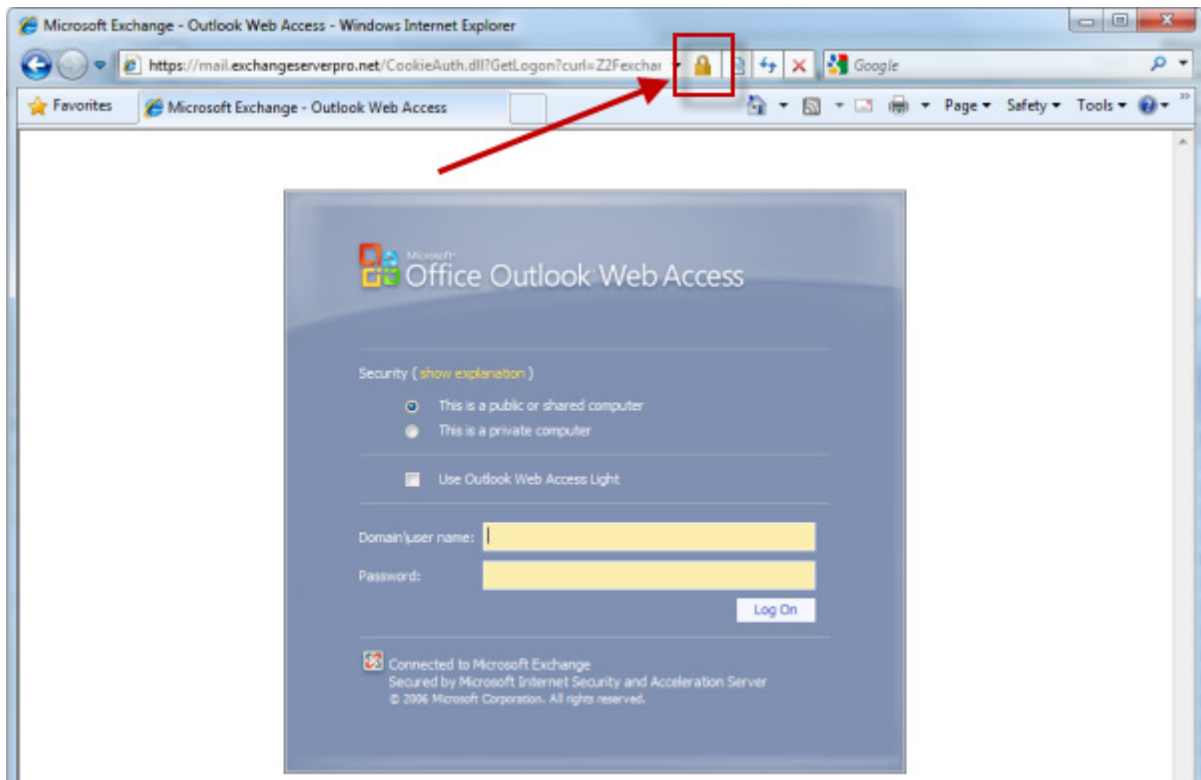 Microsoft Exchange - Outlook Web Access - Windows Internet Explorer
https://mail.exchangeserverpro.net/CookieAuth.dll?GetLogon?curl=Z2Fexchar
Google
Favorites
Microsoft Exchange - Outlook Web Access
Page
Safety
Tools
Microsoft
Office Outlook Web Access
Security ( show explanation )
This is a public or shared computer
This is a private computer
Use Outlook Web Access Light
Domain\user name:
Password:
Log On
Connected to Microsoft Exchange
Secured by Microsoft Internet Security and Acceleration Server
© 2006 Microsoft Corporation. All rights reserved.